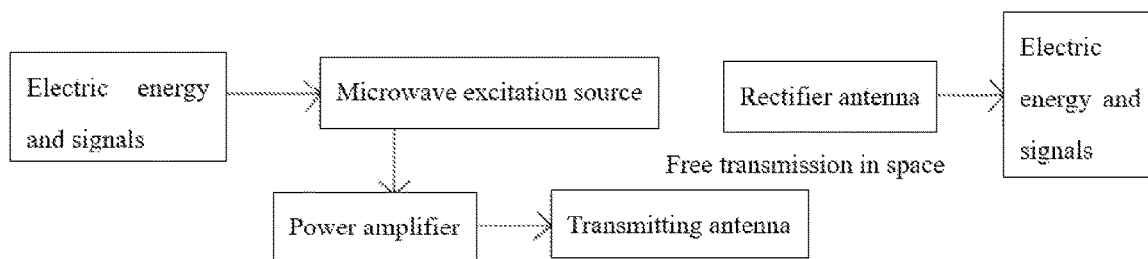 Electric energy
and signals
Microwave excitation source
Power amplifier
Transmitting antenna
Free transmission in space
Rectifier antenna
Electric
energy and
signals